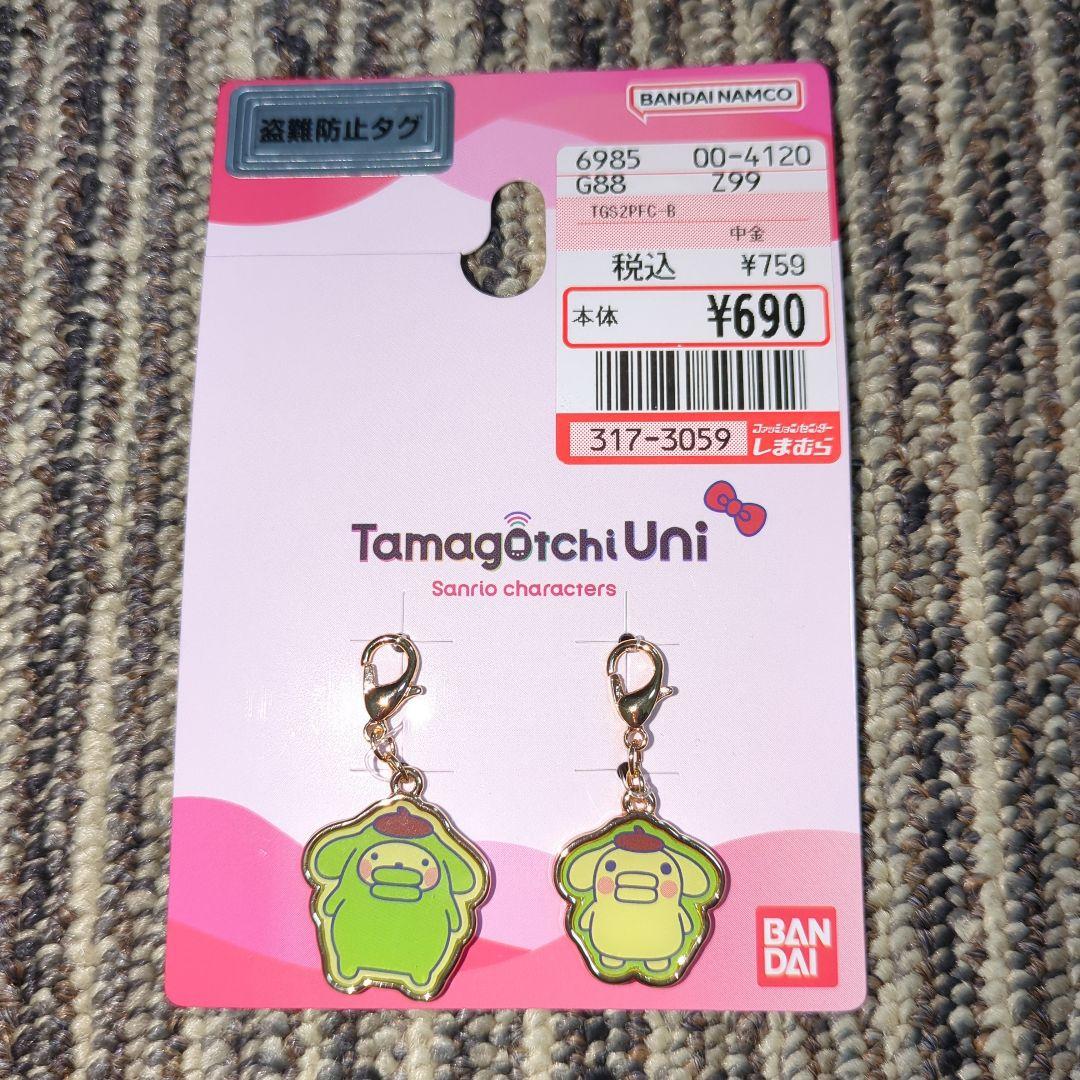 盗難防止タグ
BANDAI NAMCO
6985 00-4120
G88 Z99
TGS2PFC-B
中金
税込 ¥759
本体 ¥690
317-3059
ファッションセンター
しまむら
Tamagotchi Uni
Sanrio characters
BAN
DAI